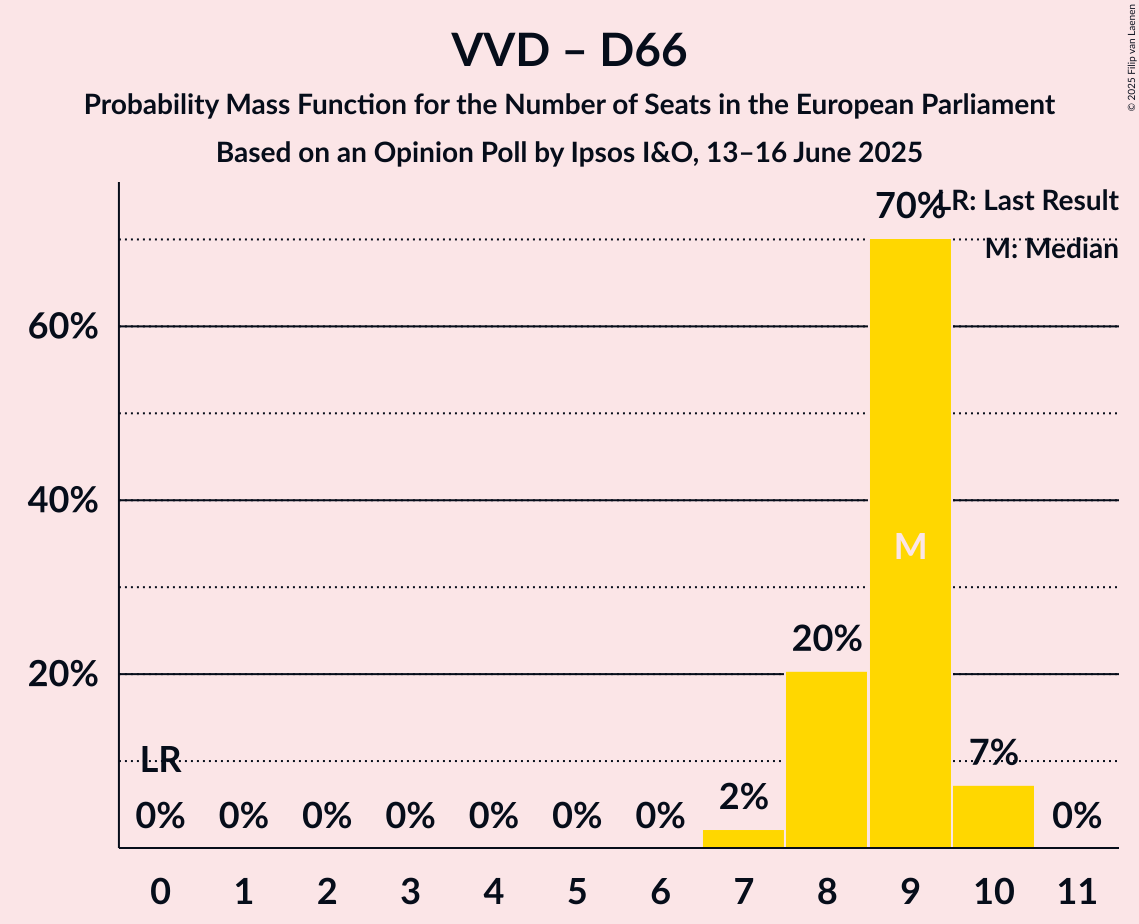 VVD – D66
Probability Mass Function for the Number of Seats in the European Parliament
Based on an Opinion Poll by Ipsos I&O, 13–16 June 2025
© 2025 Filip van Laenen
LR: Last Result
M: Median
60%
40%
20%
70%
M
20%
7%
2%
LR
0%
0%
0%
0%
0%
0%
0%
0%
0 1 2 3 4 5 6 7 8 9 10 11